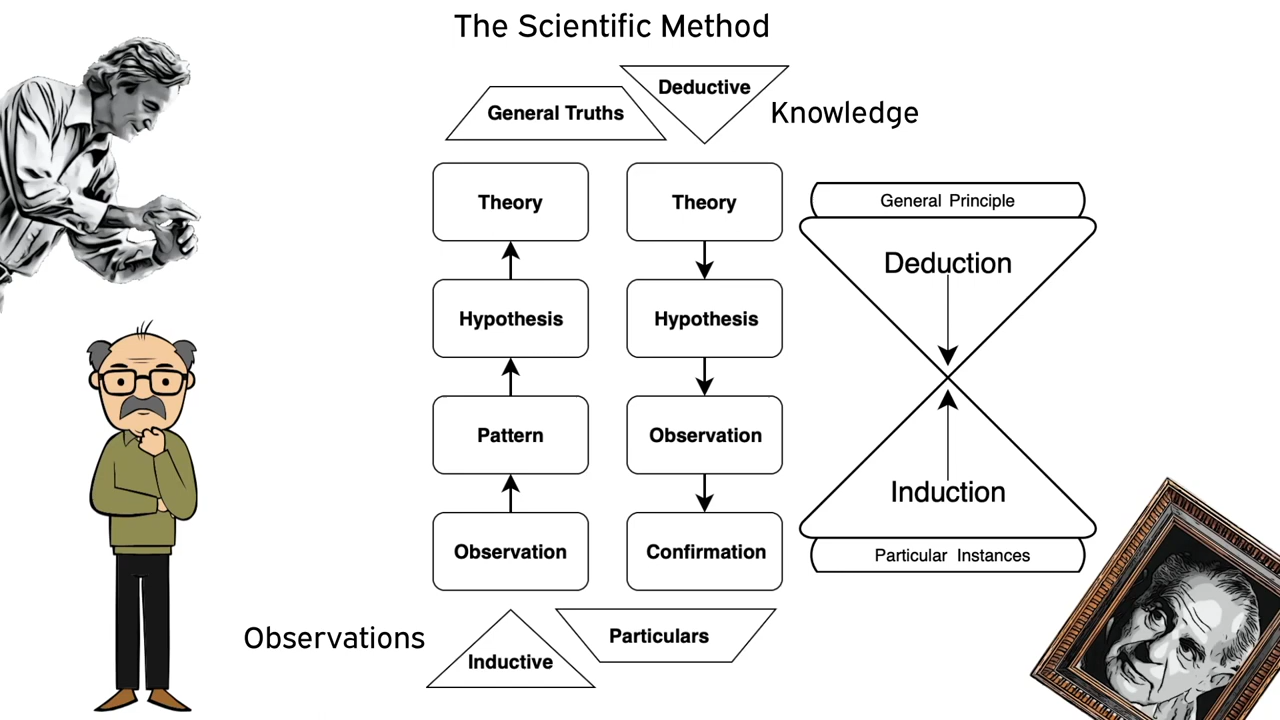 The Scientific Method
Deductive
General Truths
Knowledge
Theory
Theory
General Principle
Deduction
Hypothesis
Hypothesis
Pattern
Observation
Induction
Observation
Confirmation
Particular Instances
Observations
Particulars
Inductive